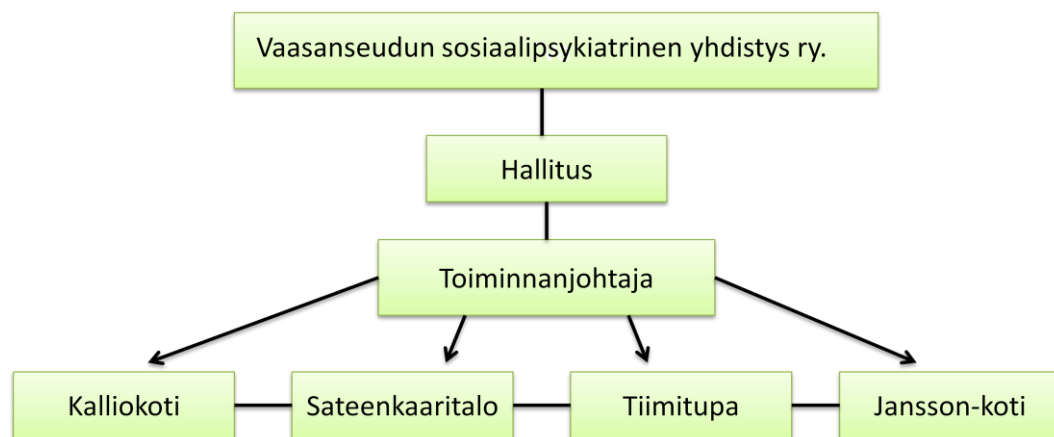 Vaasanseudun sosiaalipsykiatrinen yhdistys ry.
Hallitus
Toiminnanjohtaja
Kalliokoti
Sateenkaaritalo
Tiimitupa
Jansson-koti